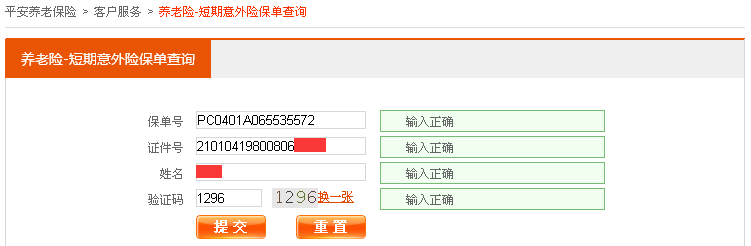 平安养老保险 > 客户服务 > 养老险-短期意外险保单查询
养老险-短期意外险保单查询
保单号 PC0401A065535572 输入正确
证件号 21010419800806 输入正确
姓名 输入正确
验证码 1296 1296 换一张 输入正确
提交 重置